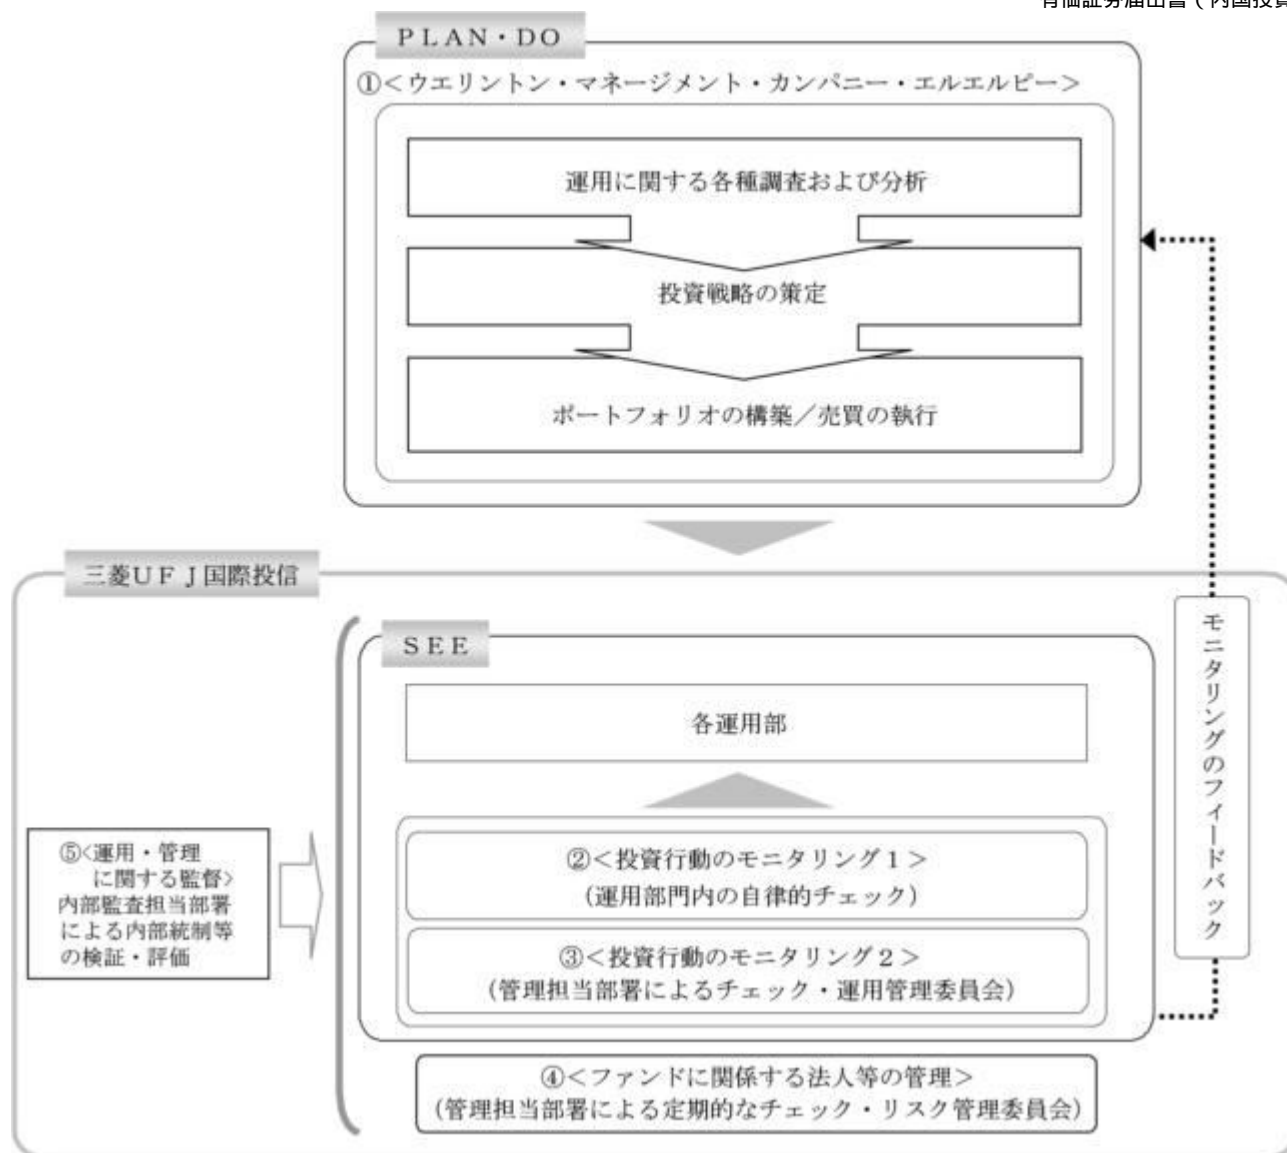 有価証券届出書（内国投資
ＰＬＡＮ・ＤＯ
①＜ウエリントン・マネージメント・カンパニー・エルエルピー＞
運用に関する各種調査および分析
投資戦略の策定
ポートフォリオの構築／売買の執行
三菱ＵＦＪ国際投信
ＳＥＥ
各運用部
②＜投資行動のモニタリング１＞
（運用部門内の自律的チェック）
③＜投資行動のモニタリング２＞
（管理担当部署によるチェック・運用管理委員会）
④＜ファンドに関係する法人等の管理＞
（管理担当部署による定期的なチェック・リスク管理委員会）
⑤<運用・管理
に関する監督>
内部監査担当部署
による内部統制等
の検証・評価
モニタリングのフィードバック